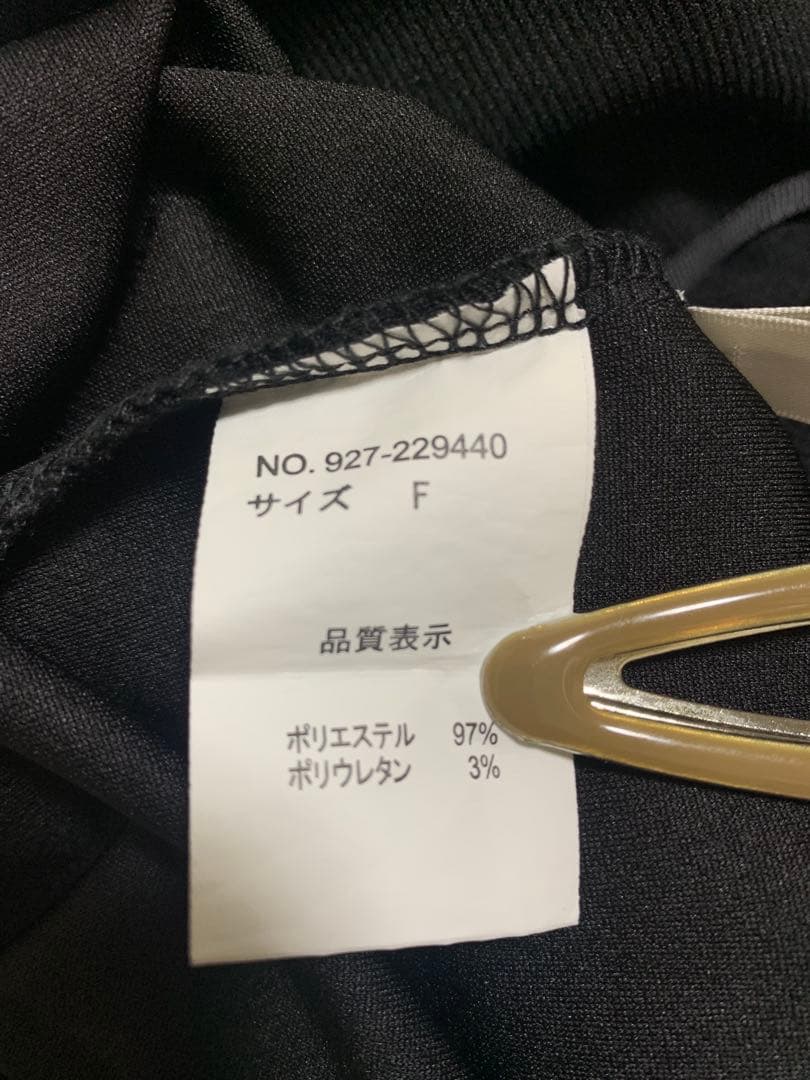 NO. 927-229440
サイズ F
品質表示
ポリエステル 97%
ポリウレタン 3%